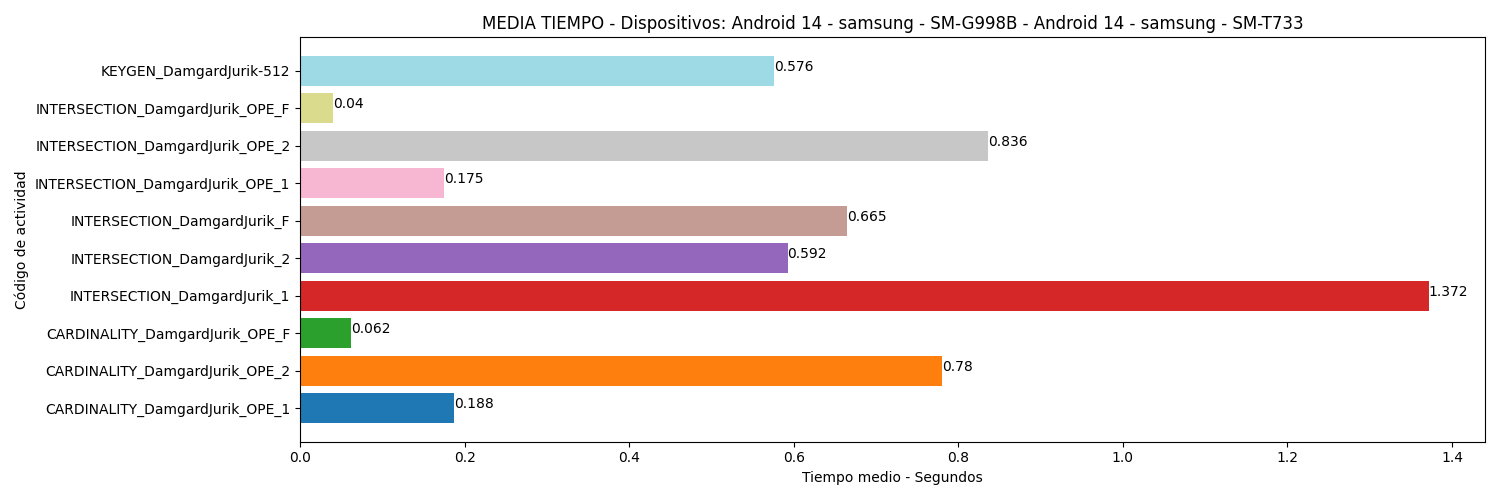 MEDIA TIEMPO - Dispositivos: Android 14 - samsung - SM-G998B - Android 14 - samsung - SM-T733
Código de actividad
KEYGEN_DamgardJurik-512 0.576
INTERSECTION_DamgardJurik_OPE_F 0.04
INTERSECTION_DamgardJurik_OPE_2 0.836
INTERSECTION_DamgardJurik_OPE_1 0.175
INTERSECTION_DamgardJurik_F 0.665
INTERSECTION_DamgardJurik_2 0.592
INTERSECTION_DamgardJurik_1 1.372
CARDINALITY_DamgardJurik_OPE_F 0.062
CARDINALITY_DamgardJurik_OPE_2 0.78
CARDINALITY_DamgardJurik_OPE_1 0.188
0.0 0.2 0.4 0.6 0.8 1.0 1.2 1.4
Tiempo medio - Segundos